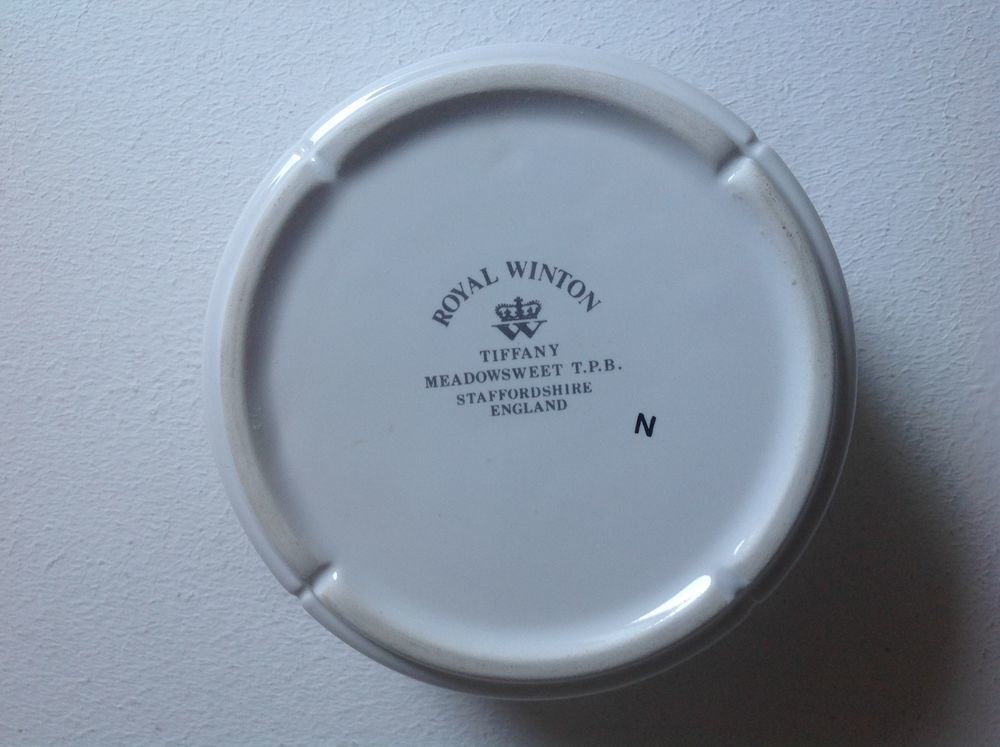 ROYAL WINTON
W
TIFFANY
MEADOWSWEET T.P.B.
STAFFORDSHIRE
ENGLAND
N